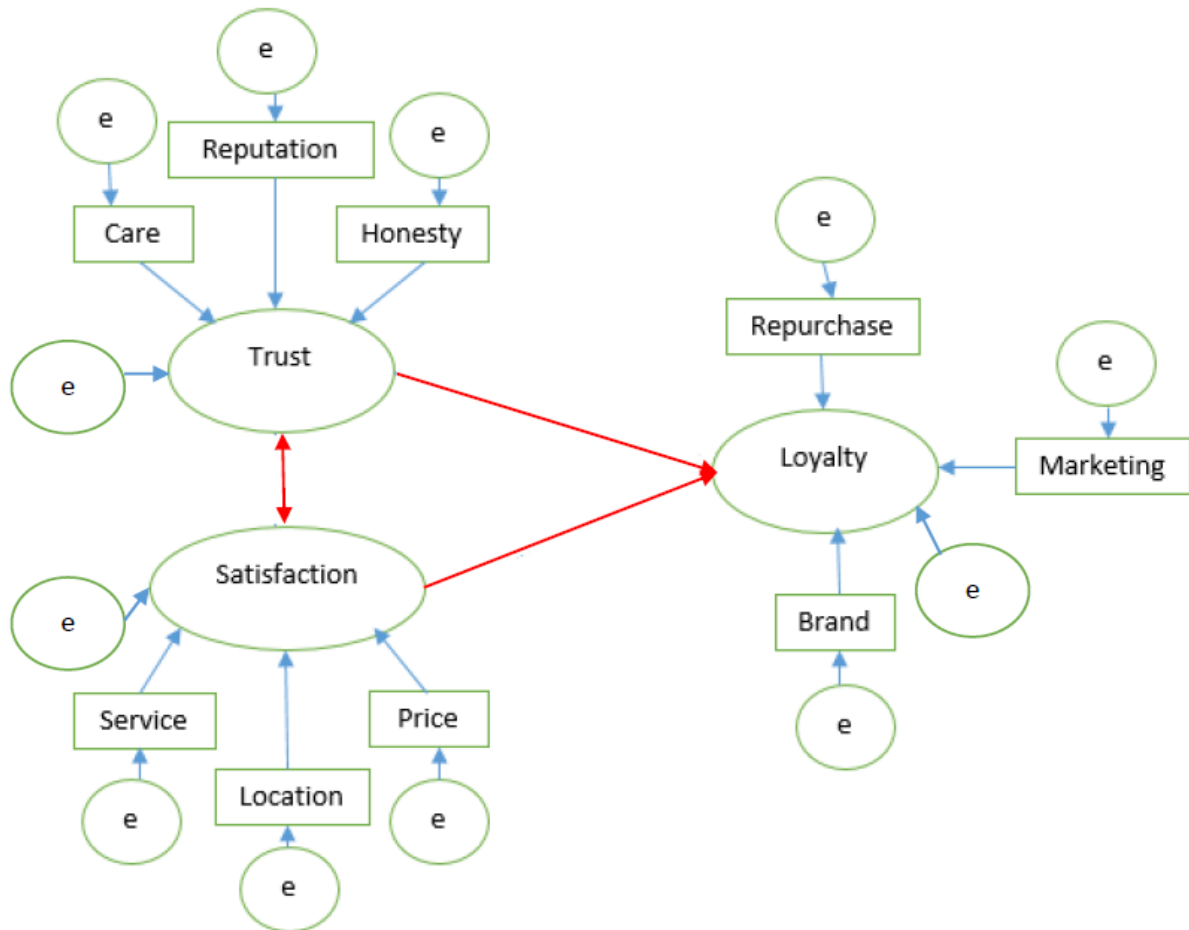 e
e
e
Reputation
Care
Honesty
e
Repurchase
e
Trust
e
Loyalty
Marketing
Satisfaction
e
e
Brand
Service
Price
e
Location
e
e
e